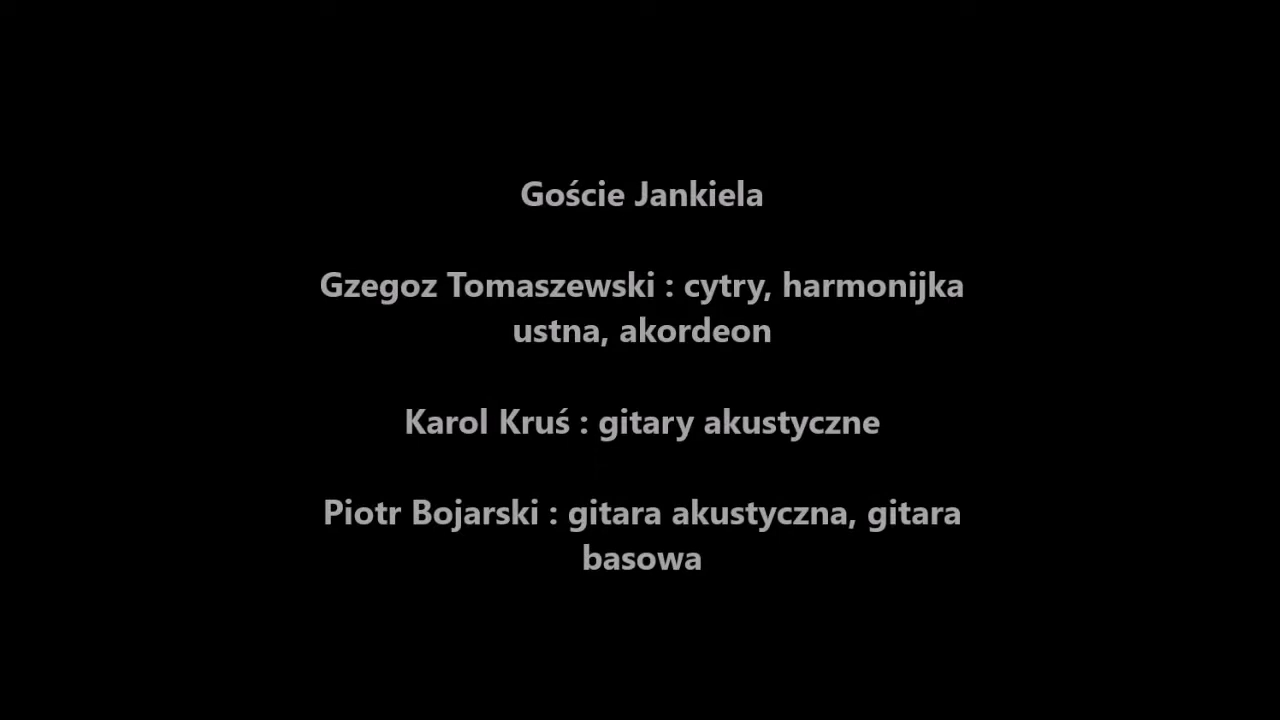 Goście Jankiela
Gzegoz Tomaszewski : cytry, harmonijka
ustna, akordeon
Karol Kruś : gitary akustyczne
Piotr Bojarski : gitara akustyczna, gitara
basowa